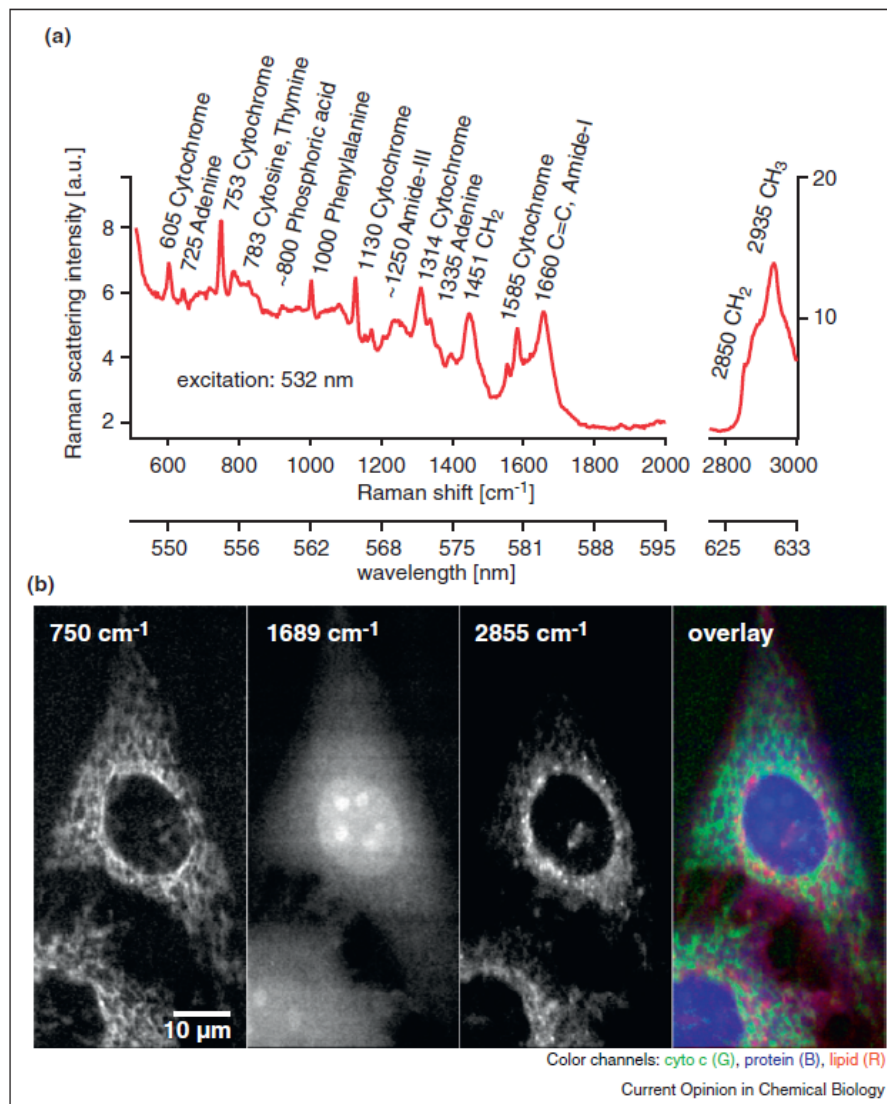 (a)
Raman scattering intensity [a.u.]
8
6
4
2
605 Cytochrome
725 Adenine
753 Cytochrome
783 Cytosine, Thymine
~800 Phosphoric acid
1000 Phenylalanine
1130 Cytochrome
~1250 Amide-III
1314 Cytochrome
1335 Adenine
1451 CH2
1585 Cytochrome
1660 C=C, Amide-I
2850 CH2
2935 CH3
20
10
excitation: 532 nm
600 800 1000 1200 1400 1600 1800 2000 2800 3000
Raman shift [cm-1]
550 556 562 568 575 581 588 595 625 633
wavelength [nm]
(b)
750 cm-1 1689 cm-1 2855 cm-1 overlay
10 µm
Color channels: cyto c (G), protein (B), lipid (R)
Current Opinion in Chemical Biology